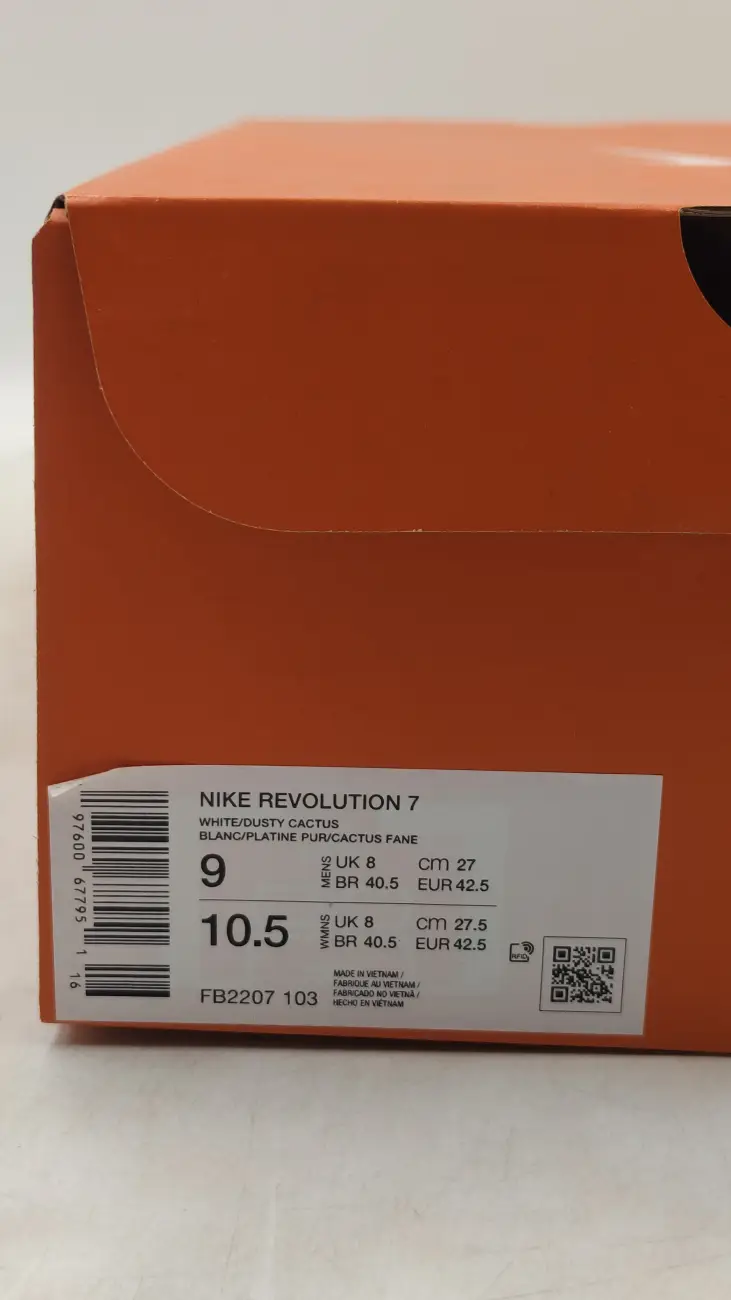 NIKE REVOLUTION 7
WHITE/DUSTY CACTUS
BLANC/PLATINE PUR/CACTUS FANE
9
MENS
UK 8 cm 27
BR 40.5 EUR 42.5
10.5
WMNS
UK 8 cm 27.5
BR 40.5 EUR 42.5
FB2207 103
MADE IN VIETNAM /
FABRIQUE AU VIETNAM /
FABRICADO NO VIETNÃ /
HECHO EN VIETNAM
RFID
97600 67795 1 16